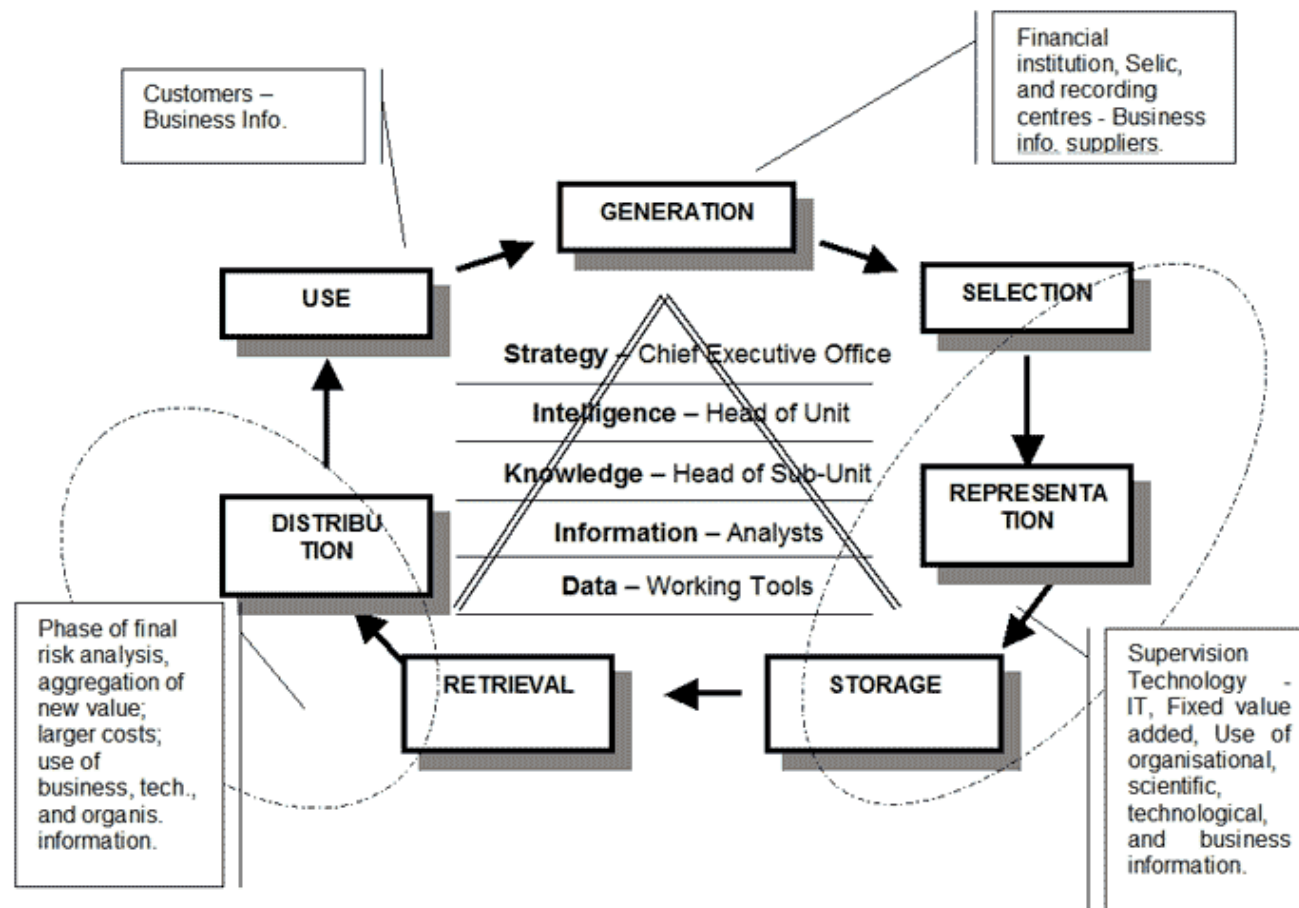 Customers –
Business Info.
Financial
institution, Selic,
and recording
centres - Business
info. suppliers.
GENERATION
USE
SELECTION
Strategy – Chief Executive Office
Intelligence – Head of Unit
Knowledge – Head of Sub-Unit
Information – Analysts
Data – Working Tools
REPRESENTA
TION
DISTRIBU
TION
Phase of final
risk analysis,
aggregation of
new value;
larger costs;
use of
business, tech.,
and organis.
information.
RETRIEVAL
STORAGE
Supervision
Technology -
IT, Fixed value
added, Use of
organisational,
scientific,
technological,
and business
information.